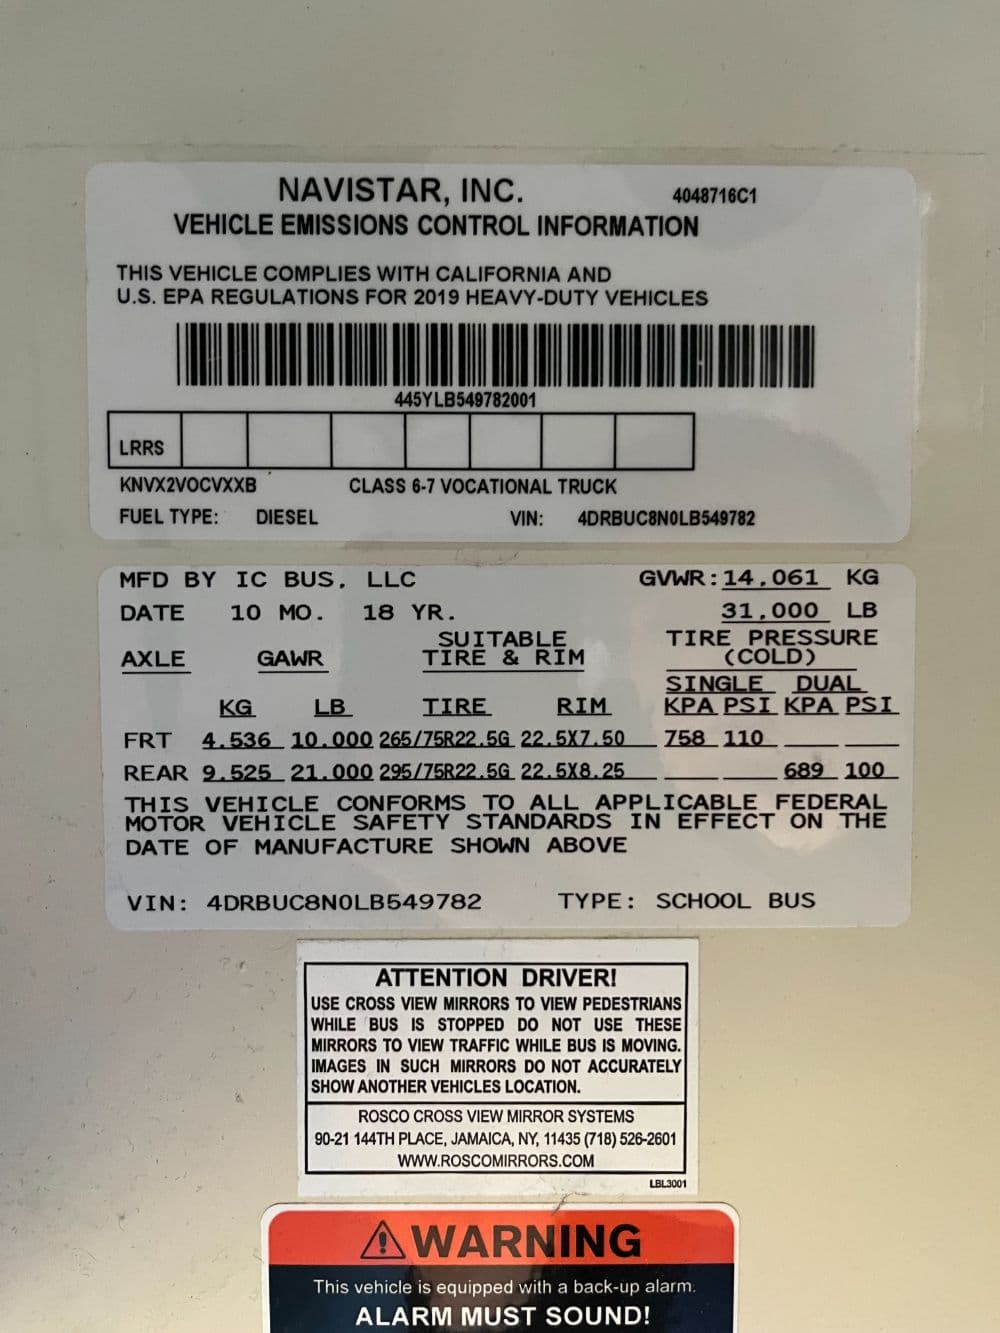 NAVISTAR, INC. 4048716C1
VEHICLE EMISSIONS CONTROL INFORMATION
THIS VEHICLE COMPLIES WITH CALIFORNIA AND
U.S. EPA REGULATIONS FOR 2019 HEAVY-DUTY VEHICLES
445YLB549782001
LRRS
KNVX2VOCVXXB CLASS 6-7 VOCATIONAL TRUCK
FUEL TYPE: DIESEL VIN: 4DRBUC8N0LB549782
MFD BY IC BUS, LLC GVWR: 14,061 KG
DATE 10 MO. 18 YR. 31,000 LB
SUITABLE TIRE PRESSURE
AXLE GAWR TIRE & RIM (COLD)
SINGLE DUAL
KG LB TIRE RIM KPA PSI KPA PSI
FRT 4,536 10,000 265/75R22.5G 22.5X7.50 758 110
REAR 9,525 21,000 295/75R22.5G 22.5X8.25 689 100
THIS VEHICLE CONFORMS TO ALL APPLICABLE FEDERAL
MOTOR VEHICLE SAFETY STANDARDS IN EFFECT ON THE
DATE OF MANUFACTURE SHOWN ABOVE
VIN: 4DRBUC8N0LB549782 TYPE: SCHOOL BUS
ATTENTION DRIVER!
USE CROSS VIEW MIRRORS TO VIEW PEDESTRIANS
WHILE BUS IS STOPPED DO NOT USE THESE
MIRRORS TO VIEW TRAFFIC WHILE BUS IS MOVING.
IMAGES IN SUCH MIRRORS DO NOT ACCURATELY
SHOW ANOTHER VEHICLES LOCATION.
ROSCO CROSS VIEW MIRROR SYSTEMS
90-21 144TH PLACE, JAMAICA, NY, 11435 (718) 526-2601
WWW.ROSCOMIRRORS.COM
LBL3001
WARNING
This vehicle is equipped with a back-up alarm.
ALARM MUST SOUND!